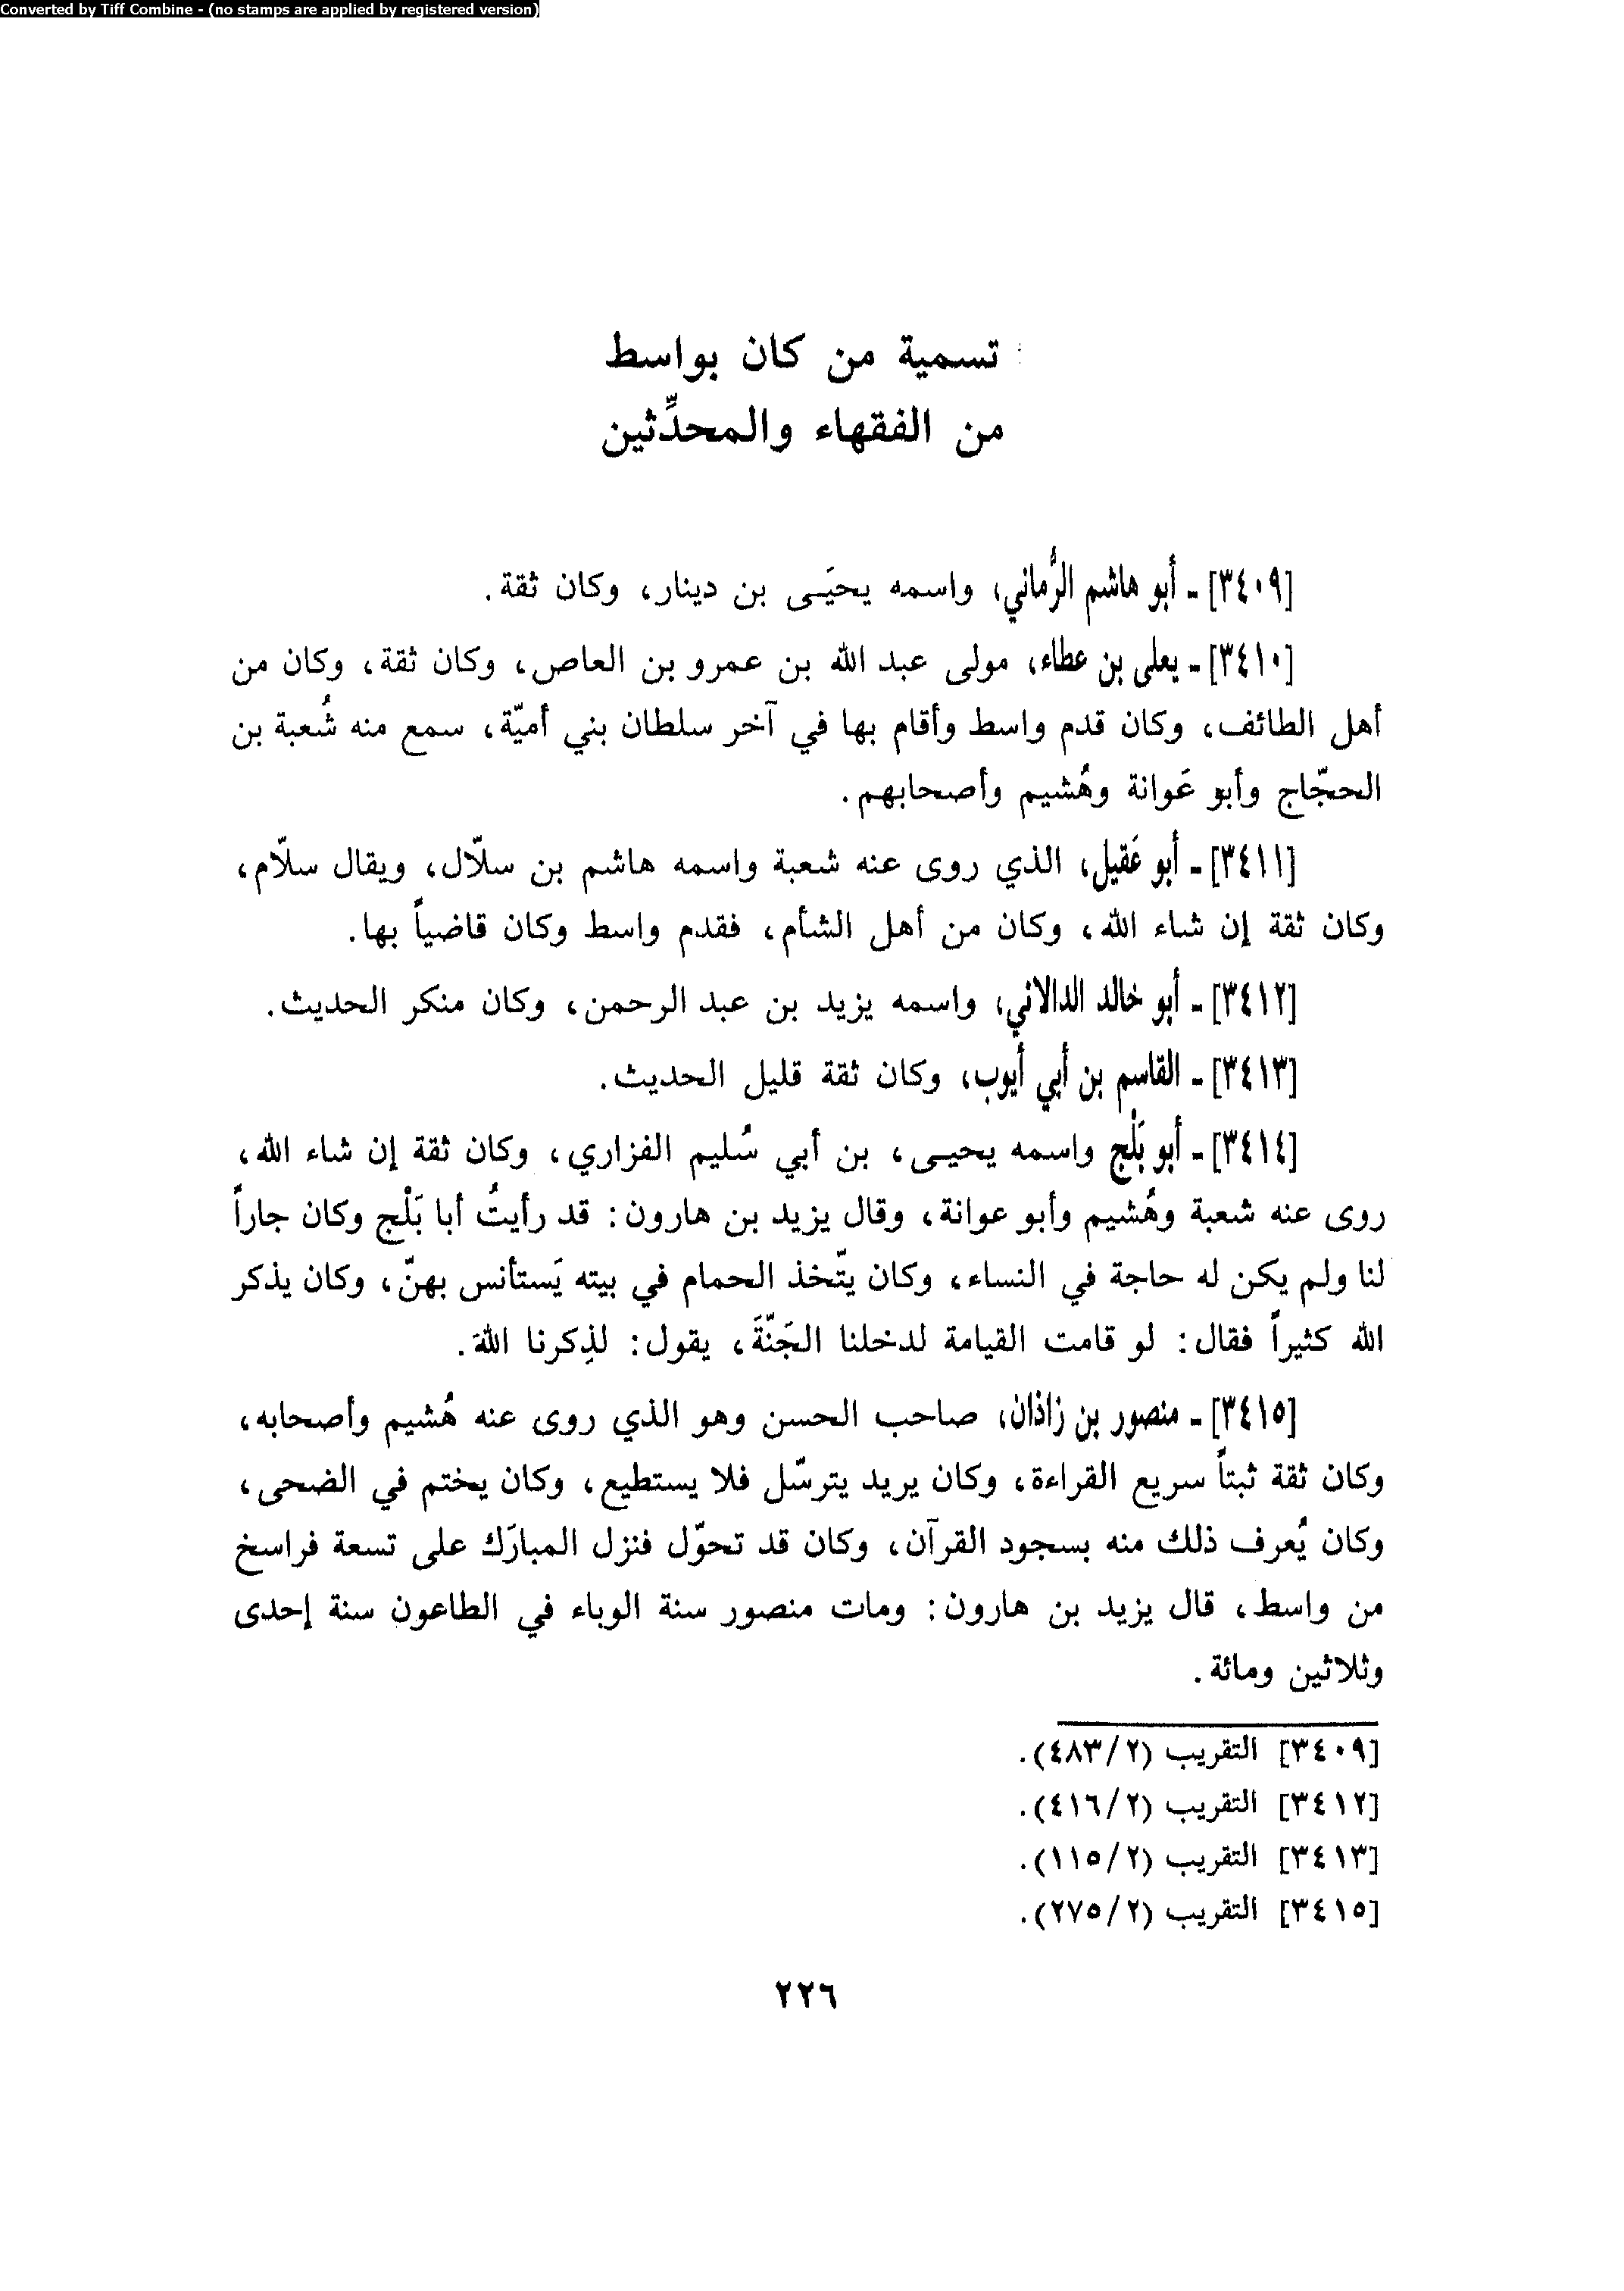 Converted by Tiff Combine - (no stamps are applied by registered version)
تسمية من كان بواسط
من الفقهاء والمحدِّثين
[٣٤٠٩] - أبو هاشم الرُّماني، واسمه يحيَى بن دينار، وكان ثقة.
[٣٤١٠] - يعلى بن عطاء، مولى عبد الله بن عمرو بن العاص، وكان ثقة، وكان من
أهل الطائف، وكان قدم واسط وأقام بها في آخر سلطان بني أميّة، سمع منه شُعبة بن
الحجّاج وأبو عَوانة وهُشيم وأصحابهم.
[٣٤١١] - أبو عَقيل، الذي روى عنه شعبة واسمه هاشم بن سلّال، ويقال سلّام،
وكان ثقة إن شاء الله، وكان من أهل الشأم، فقدم واسط وكان قاضياً بها.
[٣٤١٢] - أبو خالد الدالاني، واسمه يزيد بن عبد الرحمن، وكان منكر الحديث.
[٣٤١٣] - القاسم بن أبي أيوب، وكان ثقة قليل الحديث.
[٣٤١٤] - أبو بَلْج واسمه يحيى، بن أبي سُليم الفزاري، وكان ثقة إن شاء الله،
روى عنه شعبة وهُشيم وأبو عوانة، وقال يزيد بن هارون: قد رأيتُ أبا بَلْج وكان جاراً
لنا ولم يكن له حاجة في النساء، وكان يتّخذ الحمام في بيته يَستأنس بهنّ، وكان يذكر
الله كثيراً فقال: لو قامت القيامة لدخلنا الجَنّةَ، يقول: لذِكرنا اللهَ.
[٣٤١٥] - منصور بن زاذان، صاحب الحسن وهو الذي روى عنه هُشيم وأصحابه،
وكان ثقة ثبتاً سريع القراءة، وكان يريد يترسّل فلا يستطيع، وكان يختم في الضحى،
وكان يُعرف ذلك منه بسجود القرآن، وكان قد تحوّل فنزل المبارَك على تسعة فراسخ
من واسط، قال يزيد بن هارون: ومات منصور سنة الوباء في الطاعون سنة إحدى
وثلاثين ومائة.
[٣٤٠٩] التقريب (٢/ ٤٨٣).
[٣٤١٢] التقريب (٢/ ٤١٦).
[٣٤١٣] التقريب (٢/ ١١٥).
[٣٤١٥] التقريب (٢/ ٢٧٥).
٢٢٦